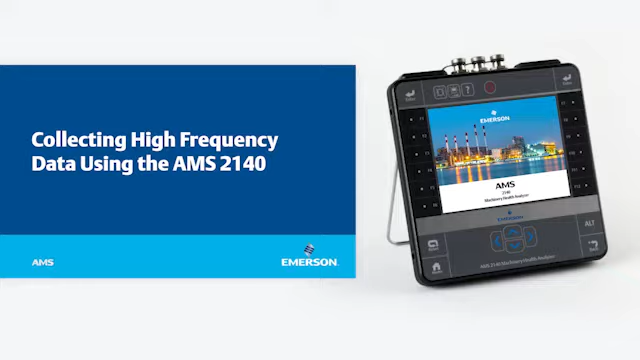 Collecting High Frequency
Data Using the AMS 2140
AMS
EMERSON
EMERSON
AMS
2140
Machinery Health Analyzer
EMERSON
ALT
AMS 2140 Machinery Health Analyzer